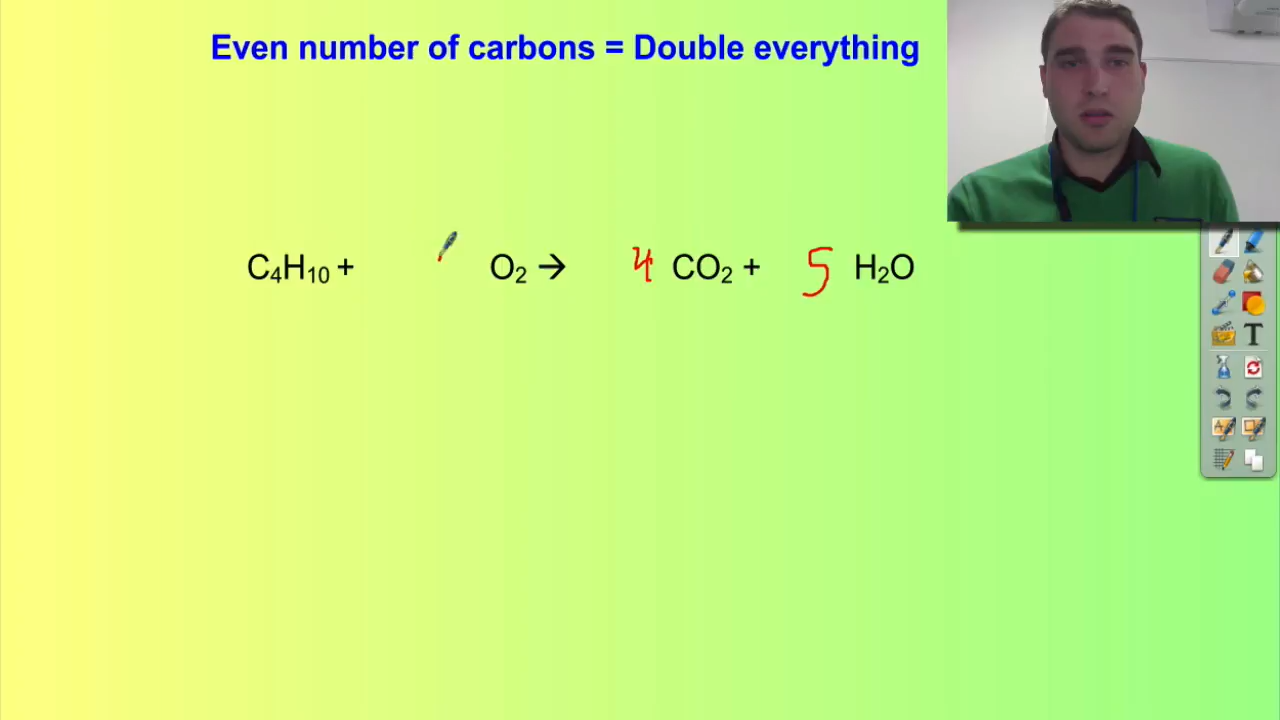 Even number of carbons = Double everything
C₄H₁₀ + O₂ → 4 CO₂ + 5 H₂O
T